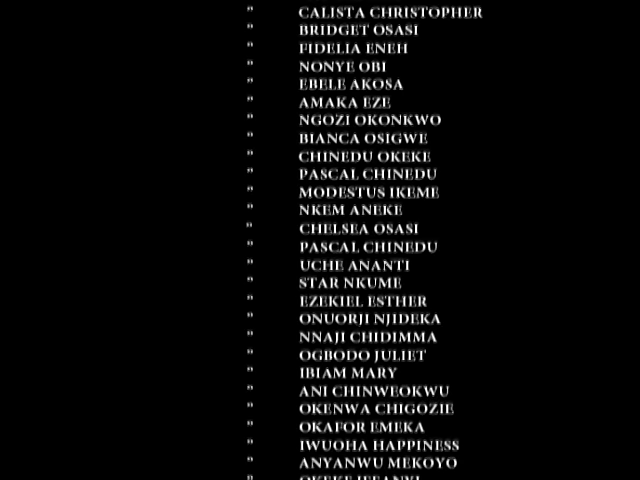 " CALISTA CHRISTOPHER
" BRIDGET OSASI
" FIDELIA ENEH
" NONYE OBI
" EBELE AKOSA
" AMAKA EZE
" NGOZI OKONKWO
" BIANCA OSIGWE
" CHINEDU OKEKE
" PASCAL CHINEDU
" MODESTUS IKEME
" NKEM ANEKE
" CHELSEA OSASI
" PASCAL CHINEDU
" UCHE ANANTI
" STAR NKUME
" EZEKIEL ESTHER
" ONUORJI NJIDEKA
" NNAJI CHIDIMMA
" OGBODO JULIET
" IBIAM MARY
" ANI CHINWEOKWU
" OKENWA CHIGOZIE
" OKAFOR EMEKA
" IWUOHA HAPPINESS
" ANYANWU MEKOYO
"